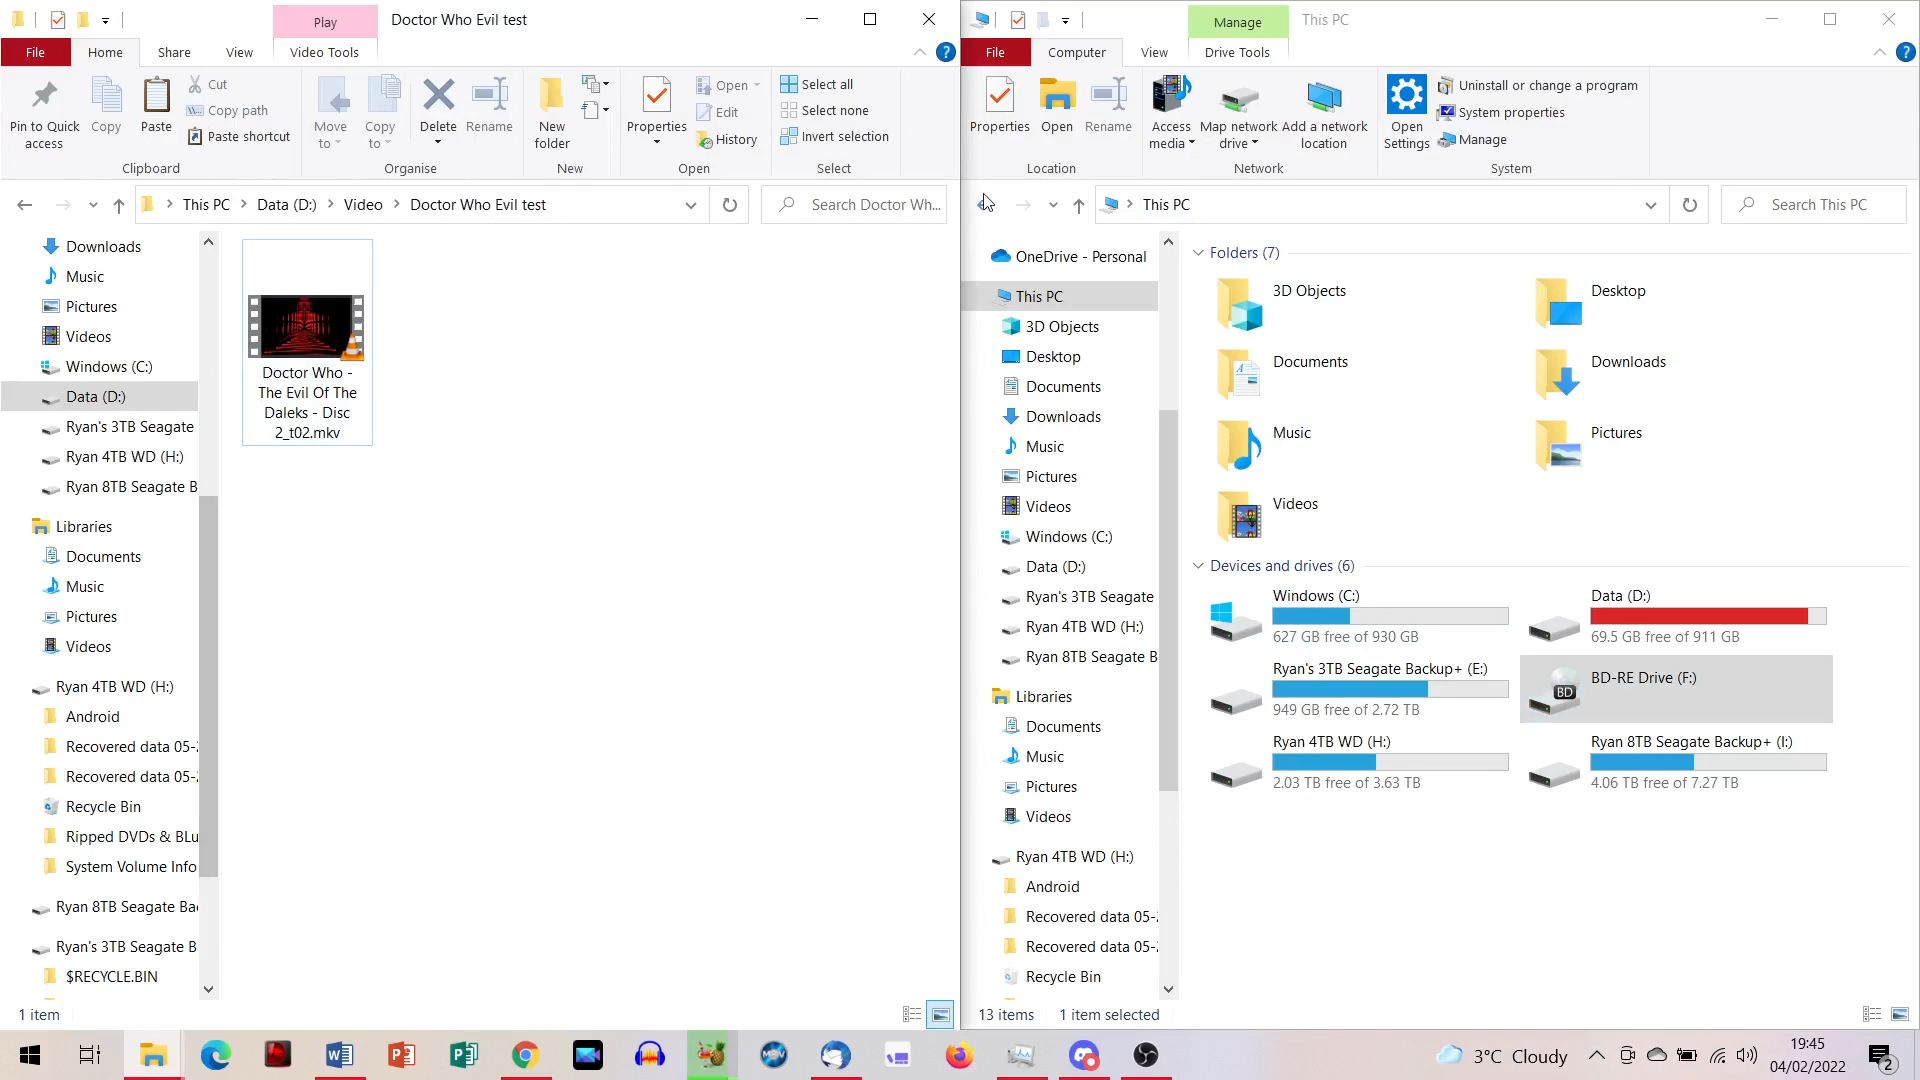 Play
Doctor Who Evil test
File
Home
Share
View
Video Tools
Pin to Quick
access
Copy
Paste
Cut
Copy path
Paste shortcut
Clipboard
Move
to
Copy
to
Delete
Rename
Organise
New
folder
New
Properties
Open
Edit
History
Open
Select all
Select none
Invert selection
Select
This PC
Data (D:)
Video
Doctor Who Evil test
Search Doctor Wh...
Downloads
Music
Pictures
Videos
Windows (C:)
Data (D:)
Ryan's 3TB Seagate
Ryan 4TB WD (H:)
Ryan 8TB Seagate B
Libraries
Documents
Music
Pictures
Videos
Ryan 4TB WD (H:)
Android
Recovered data 05-
Recovered data 05-
Recycle Bin
Ripped DVDs & BLu
System Volume Info
Ryan 8TB Seagate Ba
Ryan's 3TB Seagate B
$RECYCLE.BIN
Doctor Who -
The Evil Of The
Daleks - Disc
2_t02.mkv
1 item
Manage
This PC
File
Computer
View
Drive Tools
Properties
Open
Rename
Location
Access
media
Map network
drive
Add a network
location
Network
Open
Settings
Uninstall or change a program
System properties
Manage
System
This PC
Search This PC
OneDrive - Personal
This PC
3D Objects
Desktop
Documents
Downloads
Music
Pictures
Videos
Windows (C:)
Data (D:)
Ryan's 3TB Seagate
Ryan 4TB WD (H:)
Ryan 8TB Seagate B
Libraries
Documents
Music
Pictures
Videos
Ryan 4TB WD (H:)
Android
Recovered data 05-
Recovered data 05-
Recycle Bin
Folders (7)
3D Objects
Desktop
Documents
Downloads
Music
Pictures
Videos
Devices and drives (6)
Windows (C:)
627 GB free of 930 GB
Data (D:)
69.5 GB free of 911 GB
Ryan's 3TB Seagate Backup+ (E:)
949 GB free of 2.72 TB
BD
BD-RE Drive (F:)
Ryan 4TB WD (H:)
2.03 TB free of 3.63 TB
Ryan 8TB Seagate Backup+ (I:)
4.06 TB free of 7.27 TB
13 items
1 item selected
3°C Cloudy
19:45
04/02/2022
2